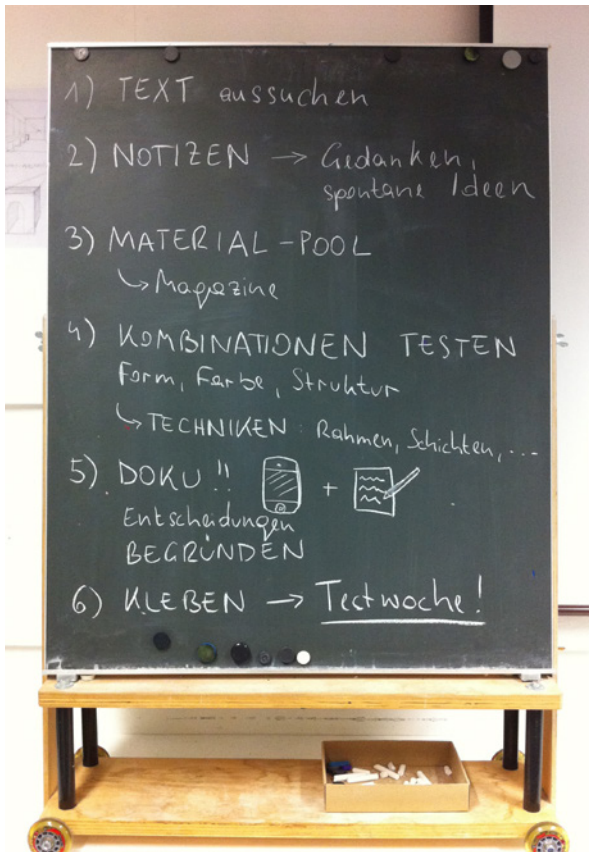 1) TEXT aussuchen
2) NOTIZEN → Gedanken,
spontane Ideen
3) MATERIAL-POOL
↳ Magazine
4) KOMBINATIONEN TESTEN
Form, Farbe, Struktur
↳ TECHNIKEN: Rahmen, Schichten, ...
5) DOKU!! +
Entscheidungen
BEGRÜNDEN
6) KLEBEN → Testwoche!